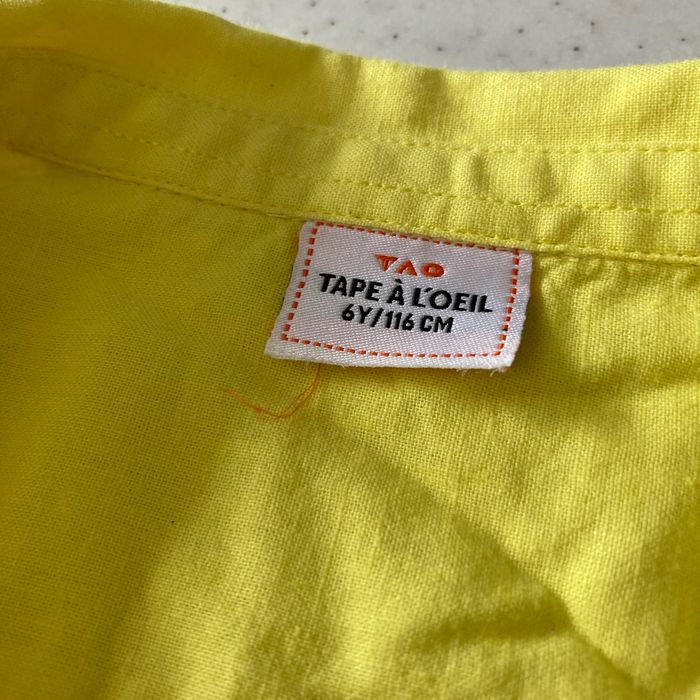 TAO
TAPE À L'OEIL
6Y/116 CM